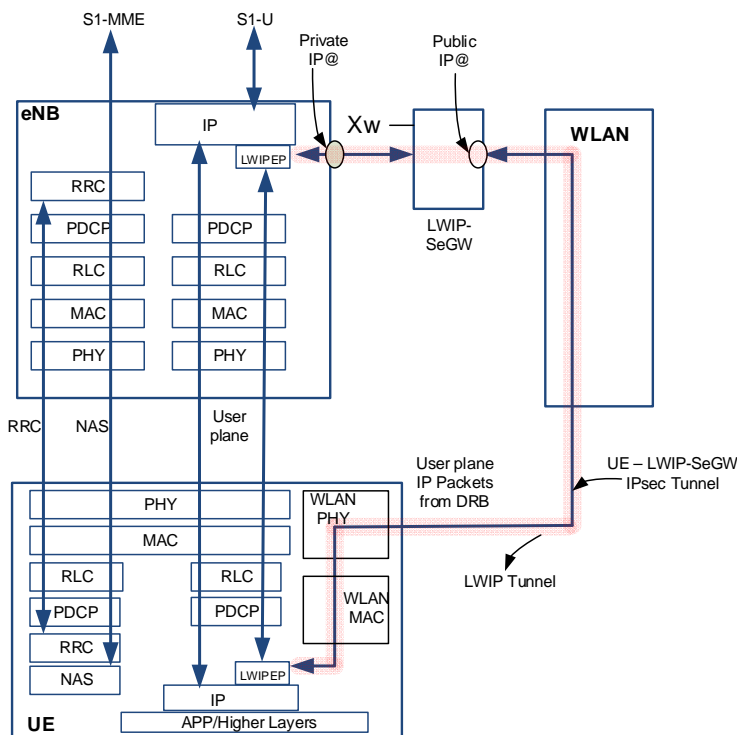 S1-MME
S1-U
Private
IP@
Public
IP@
eNB
IP
LWIPEP
Xw
WLAN
RRC
PDCP
PDCP
LWIP-
SeGW
RLC
RLC
MAC
MAC
PHY
PHY
RRC
NAS
User
plane
User plane
IP Packets
from DRB
UE – LWIP-SeGW
IPsec Tunnel
LWIP Tunnel
PHY
WLAN
PHY
MAC
RLC
RLC
WLAN
MAC
PDCP
PDCP
RRC
NAS
LWIPEP
IP
APP/Higher Layers
UE